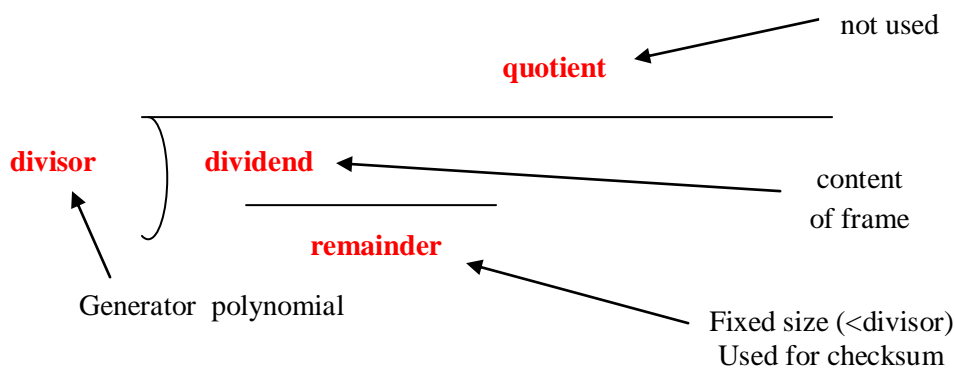 not used
quotient
divisor
dividend
content
of frame
remainder
Generator polynomial
Fixed size (<divisor)
Used for checksum